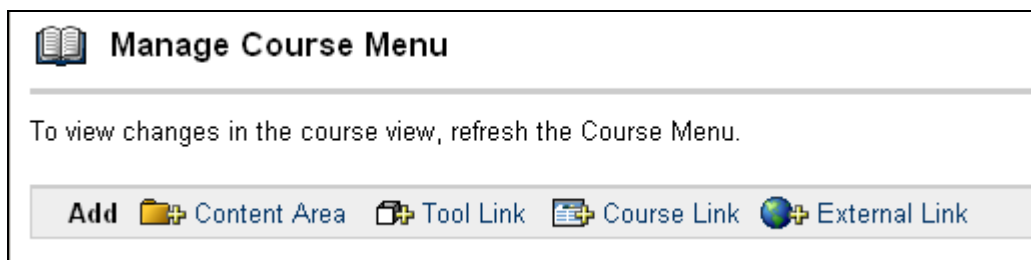 Manage Course Menu
To view changes in the course view, refresh the Course Menu.
Add Content Area Tool Link Course Link External Link